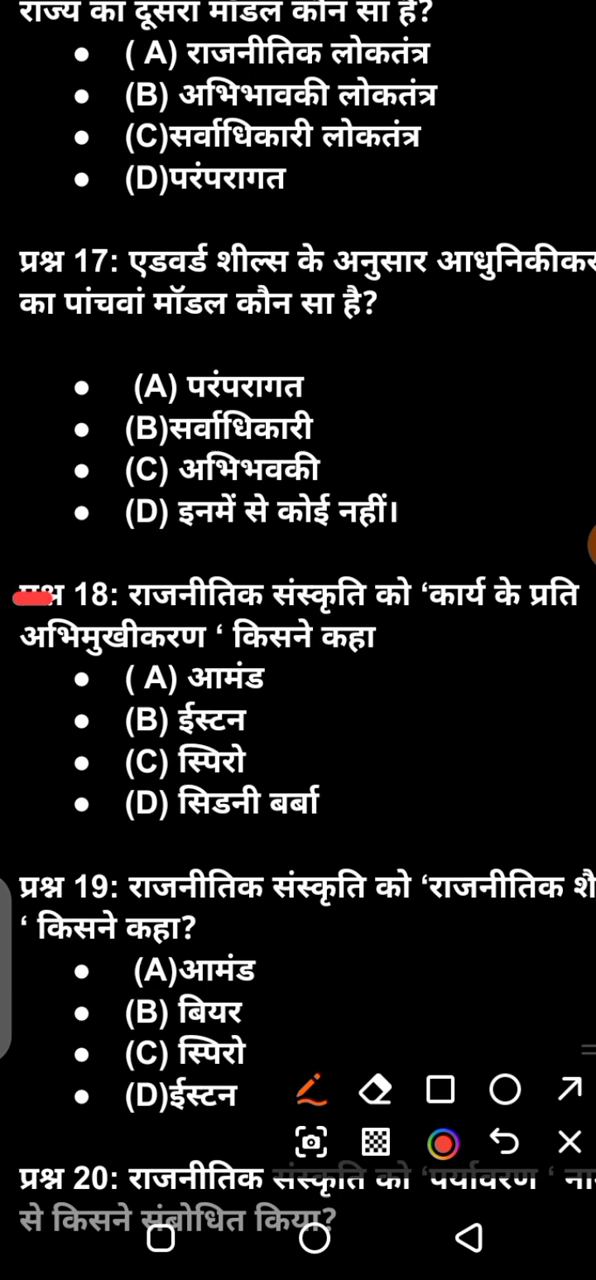 राज्य का दूसरा मॉडल कौन सा है?
( A) राजनीतिक लोकतंत्र
(B) अभिभावकी लोकतंत्र
(C)सर्वाधिकारी लोकतंत्र
(D)परंपरागत
प्रश्न 17: एडवर्ड शील्स के अनुसार आधुनिकीकर
का पांचवां मॉडल कौन सा है?
(A) परंपरागत
(B)सर्वाधिकारी
(C) अभिभवकी
(D) इनमें से कोई नहीं।
प्रश्न 18: राजनीतिक संस्कृति को ‘कार्य के प्रति
अभिमुखीकरण ‘ किसने कहा
( A) आमंड
(B) ईस्टन
(C) स्पिरो
(D) सिडनी बर्बा
प्रश्न 19: राजनीतिक संस्कृति को ‘राजनीतिक शै
‘ किसने कहा?
(A)आमंड
(B) बियर
(C) स्पिरो
(D)ईस्टन
प्रश्न 20: राजनीतिक संस्कृति को ‘पर्यावरण ‘ ना
से किसने संबोधित किया?